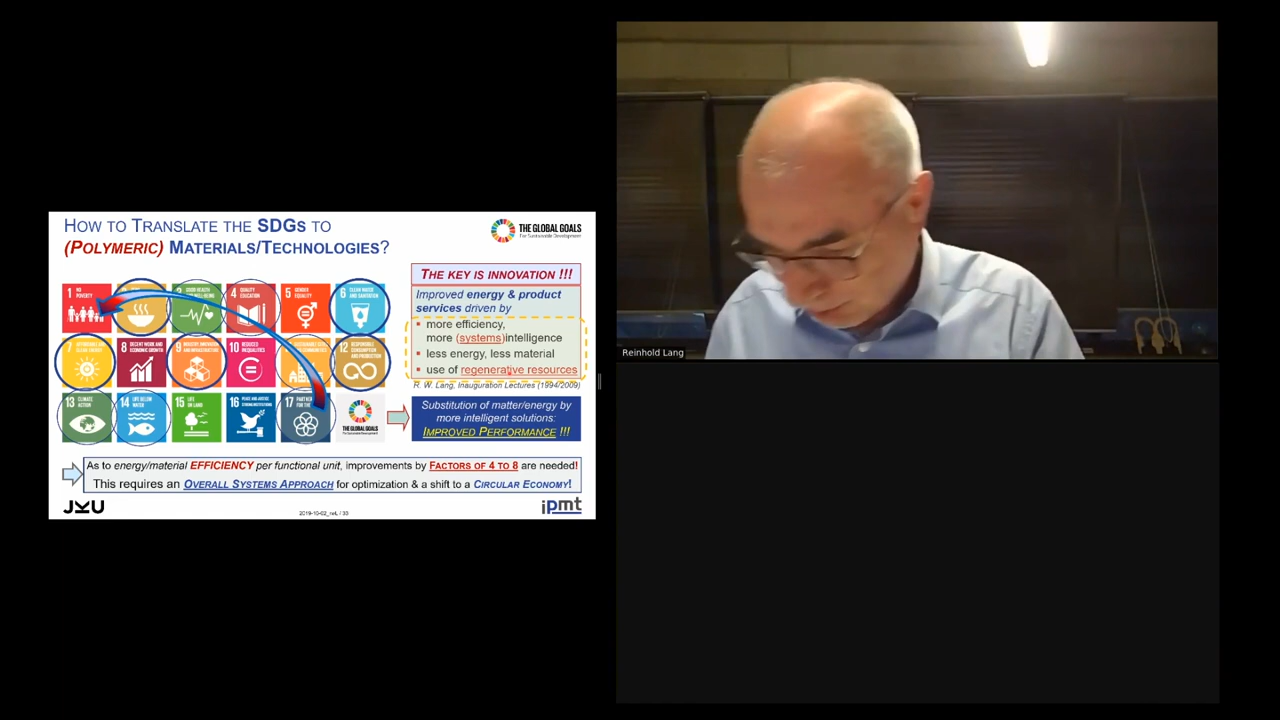 HOW TO TRANSLATE THE SDGS TO
(POLYMERIC) MATERIALS/TECHNOLOGIES?
THE GLOBAL GOALS
For Sustainable Development
1 NO POVERTY
4 QUALITY EDUCATION
5 GENDER EQUALITY
6 CLEAN WATER AND SANITATION
7
8 DECENT WORK AND ECONOMIC GROWTH
9
10 REDUCED INEQUALITIES
12 RESPONSIBLE CONSUMPTION AND PRODUCTION
13 CLIMATE ACTION
14 LIFE BELOW WATER
15 LIFE ON LAND
16 PEACE AND JUSTICE
17
THE GLOBAL GOALS
THE KEY IS INNOVATION !!!
Improved energy & product
services driven by
more efficiency,
more (systems)intelligence
less energy, less material
use of regenerative resources
R. W. Lang, Inauguration Lectures (1994/2009)
Substitution of matter/energy by
more intelligent solutions:
IMPROVED PERFORMANCE !!!
As to energy/material EFFICIENCY per functional unit, improvements by FACTORS OF 4 TO 8 are needed!
This requires an OVERALL SYSTEMS APPROACH for optimization & a shift to a CIRCULAR ECONOMY!
JKU
ipmt
Reinhold Lang